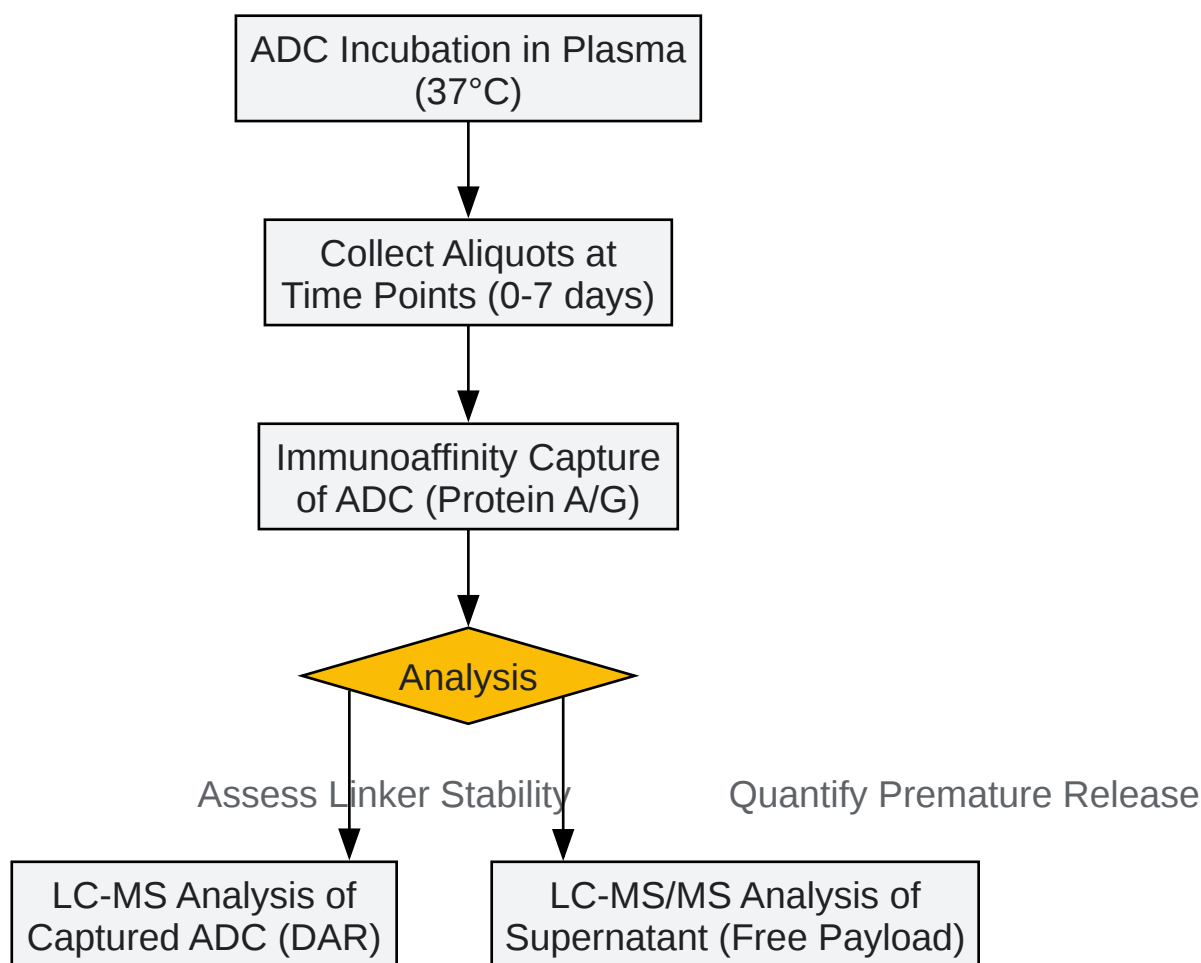 ADC Incubation in Plasma
(37°C)
Collect Aliquots at
Time Points (0-7 days)
Immunoaffinity Capture
of ADC (Protein A/G)
Analysis
Assess Linker Stability
Quantify Premature Release
LC-MS Analysis of
Captured ADC (DAR)
LC-MS/MS Analysis of
Supernatant (Free Payload)